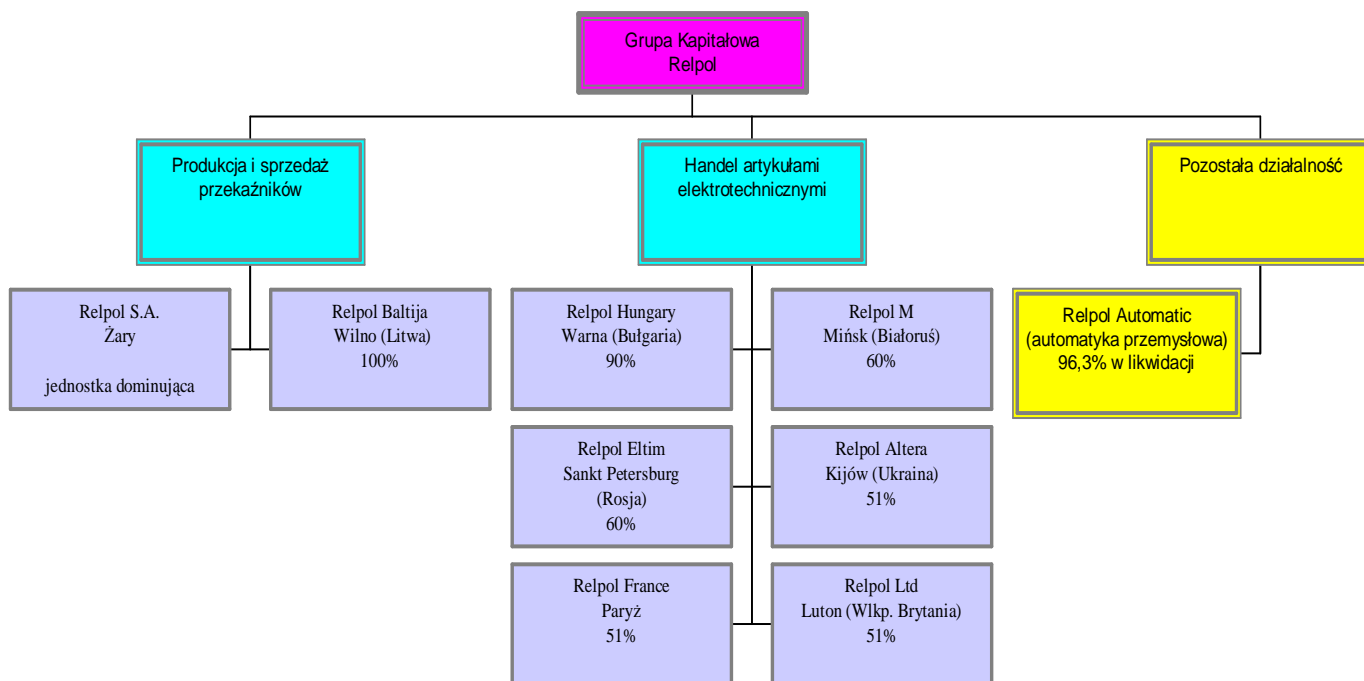 Grupa Kapitałowa
Relpol
Produkcja i sprzedaż
przekaźników
Handel artykułami
elektrotechnicznymi
Pozostała działalność
Relpol S.A.
Żary
jednostka dominująca
Relpol Baltija
Wilno (Litwa)
100%
Relpol Hungary
Warna (Bułgaria)
90%
Relpol M
Mińsk (Białoruś)
60%
Relpol Automatic
(automatyka przemysłowa)
96,3% w likwidacji
Relpol Eltim
Sankt Petersburg
(Rosja)
60%
Relpol Altera
Kijów (Ukraina)
51%
Relpol France
Paryż
51%
Relpol Ltd
Luton (Wlkp. Brytania)
51%